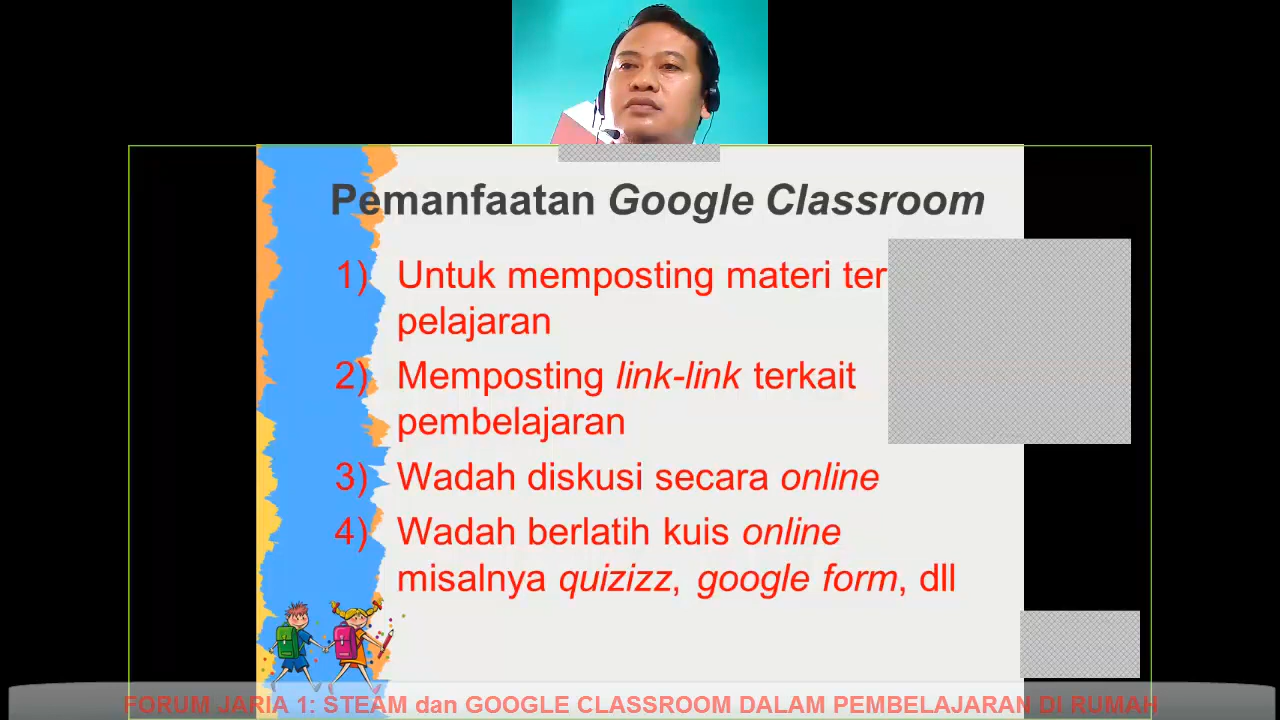 Pemanfaatan Google Classroom
1) Untuk memposting materi
pelajaran
2) Memposting link-link terkait
pembelajaran
3) Wadah diskusi secara online
4) Wadah berlatih kuis online
misalnya quizizz, google form, dll
FORUM JARIA 1: STEAM dan GOOGLE CLASSROOM DALAM PEMBELAJARAN DI RUMAH